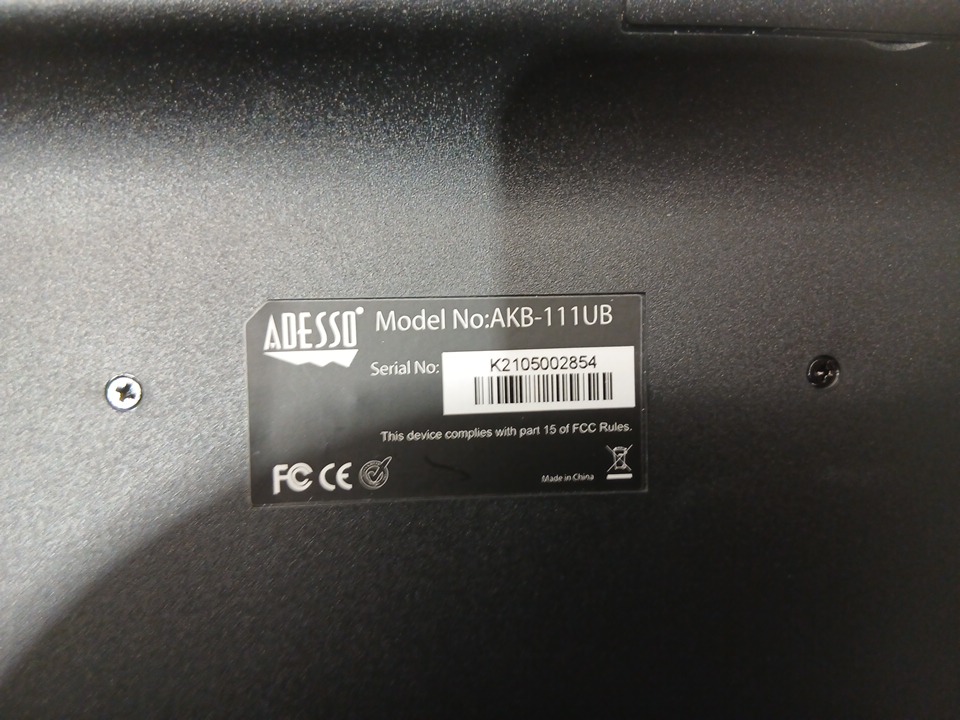 ADESSO Model No:AKB-111UB
Serial No: K2105002854
This device complies with part 15 of FCC Rules.
FC CE Made in China